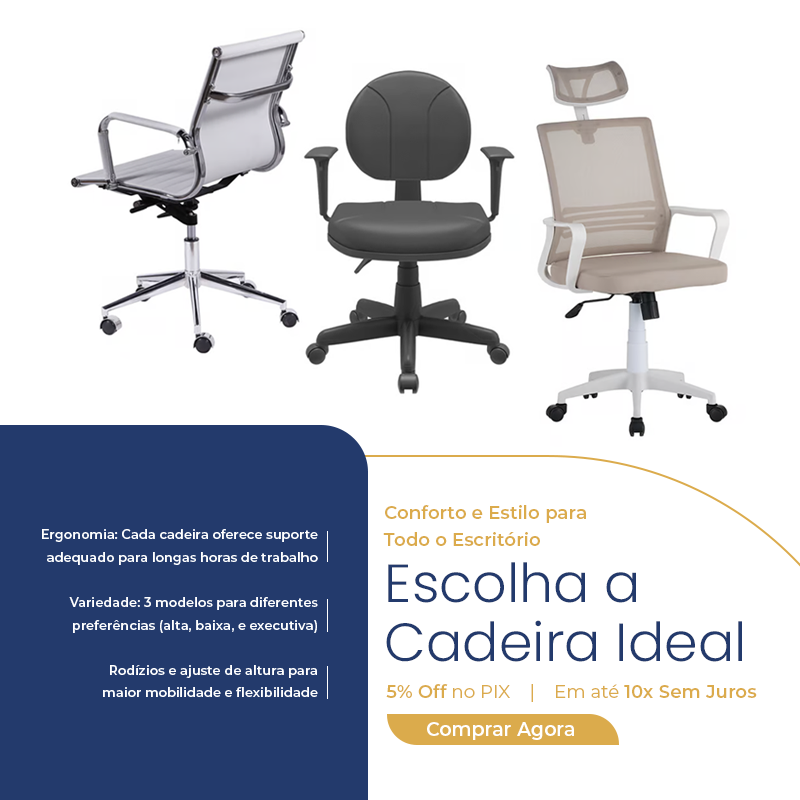 Ergonomia: Cada cadeira oferece suporte
adequado para longas horas de trabalho
Variedade: 3 modelos para diferentes
preferências (alta, baixa, e executiva)
Rodízios e ajuste de altura para
maior mobilidade e flexibilidade
Conforto e Estilo para
Todo o Escritório
Escolha a
Cadeira Ideal
5% Off no PIX | Em até 10x Sem Juros
Comprar Agora